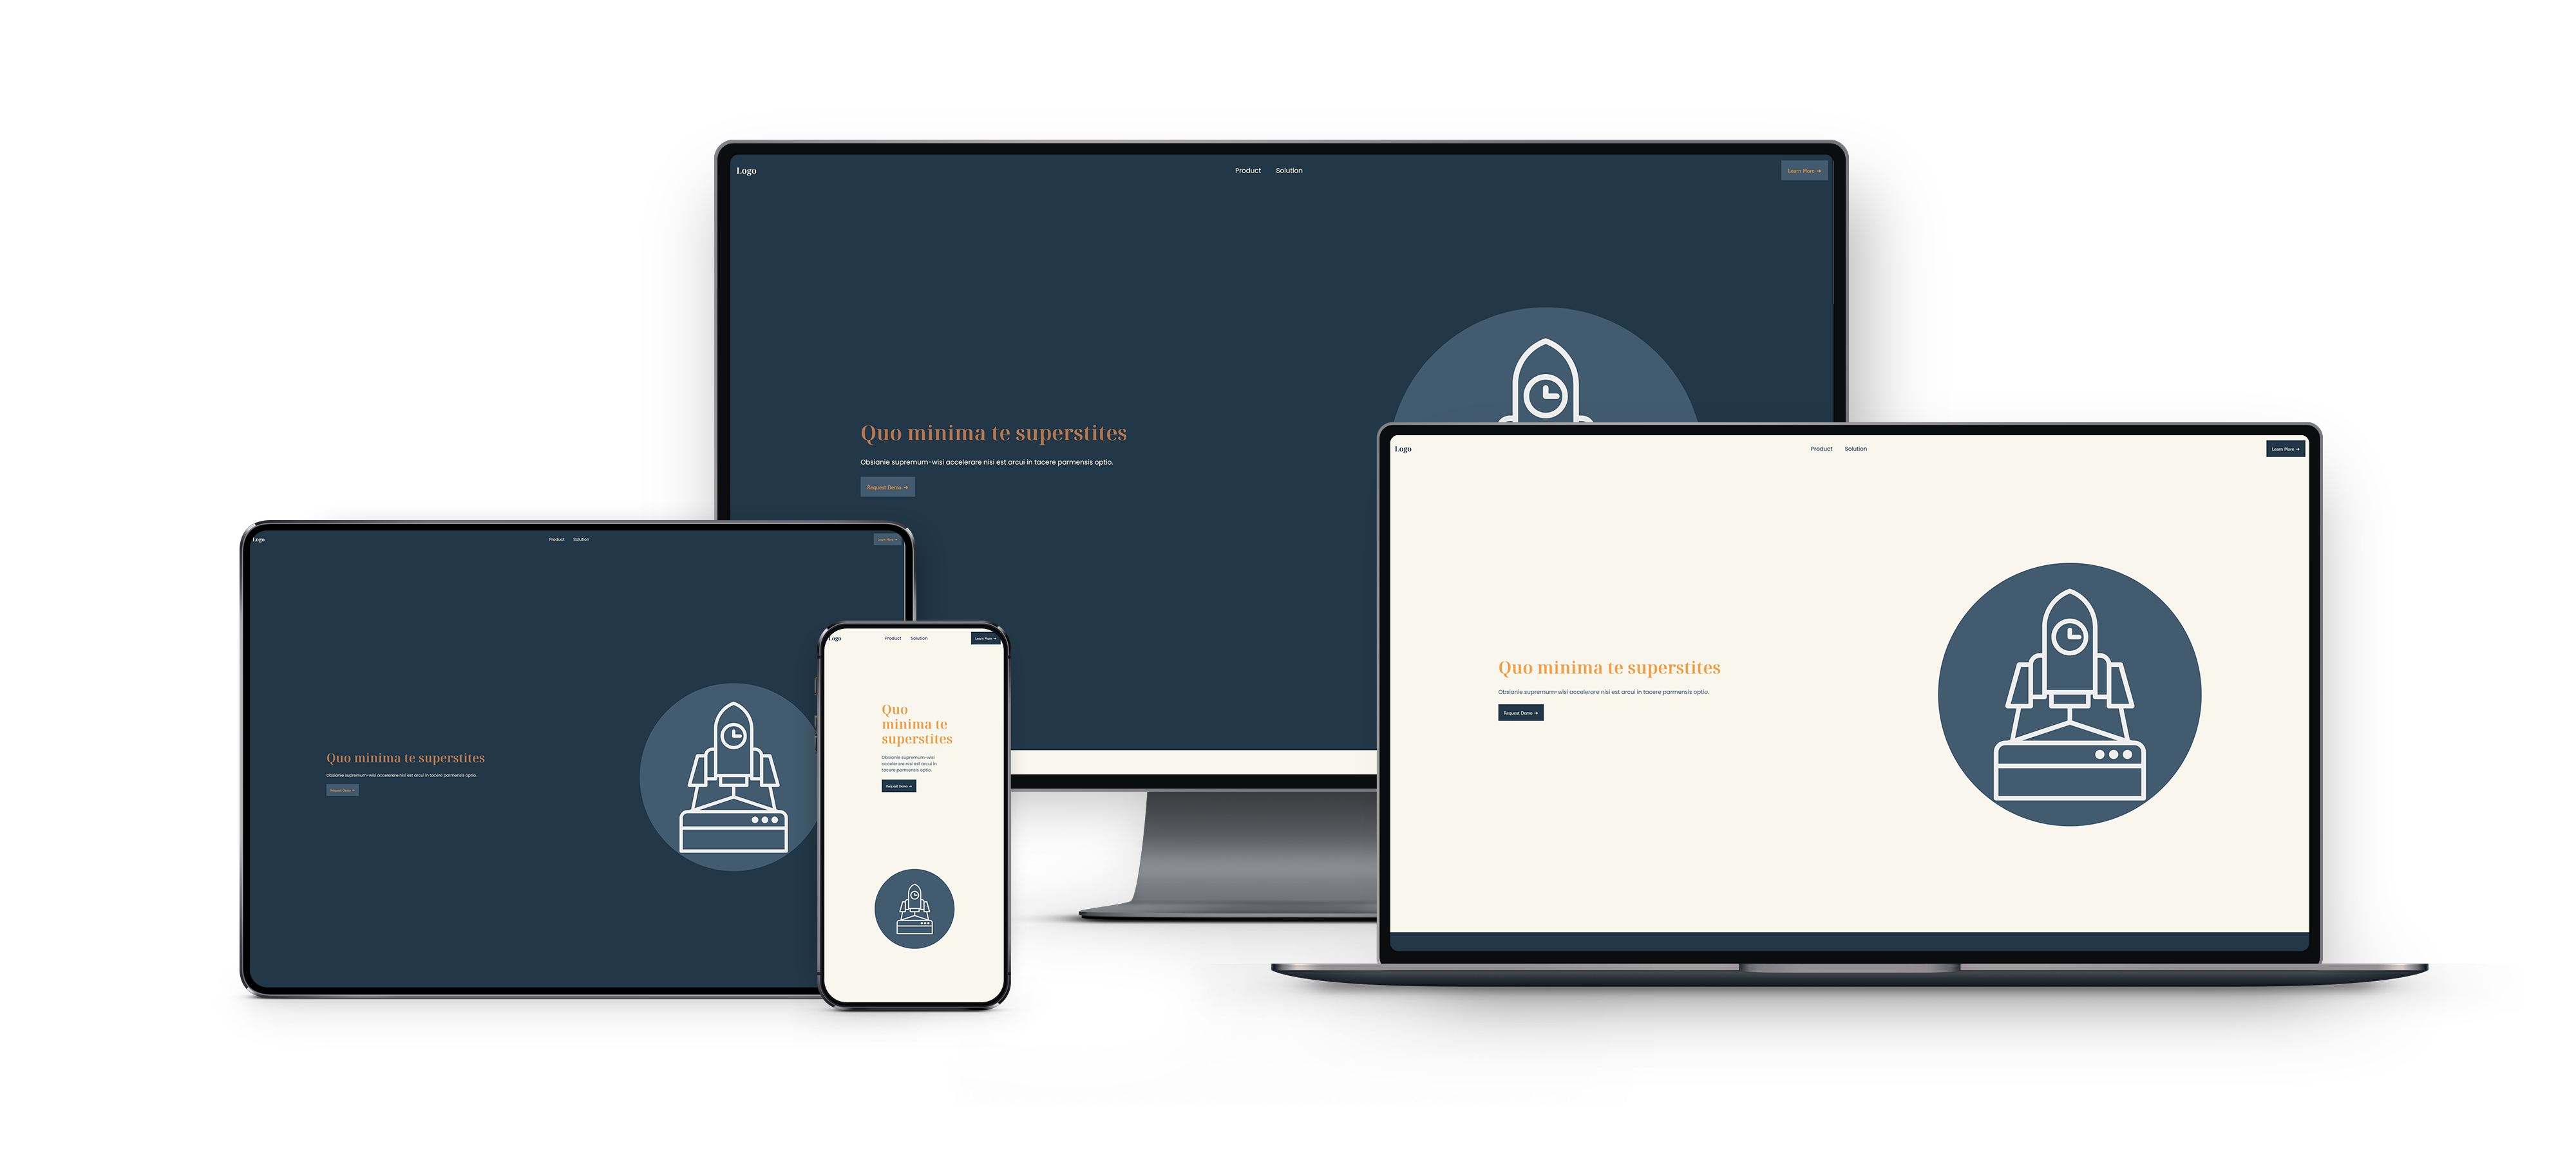 Logo
Product Solution
Learn More →
Quo minima te superstites
Obsianie supremum-wisi accelerare nisi est arcui in tacere parmensis optio.
Request Demo →
Logo
Product Solution
Learn More →
Quo minima te superstites
Obsianie supremum-wisi accelerare nisi est arcui in tacere parmensis optio.
Request Demo →
Logo
Product Solution
Learn More →
Quo minima te superstites
Obsianie supremum-wisi accelerare nisi est arcui in tacere parmensis optio.
Request Demo →
Logo
Product Solution
Learn More →
Quo
minima te
superstites
Obsianie supremum-wisi
accelerare nisi est arcui in
tacere parmensis optio.
Request Demo →